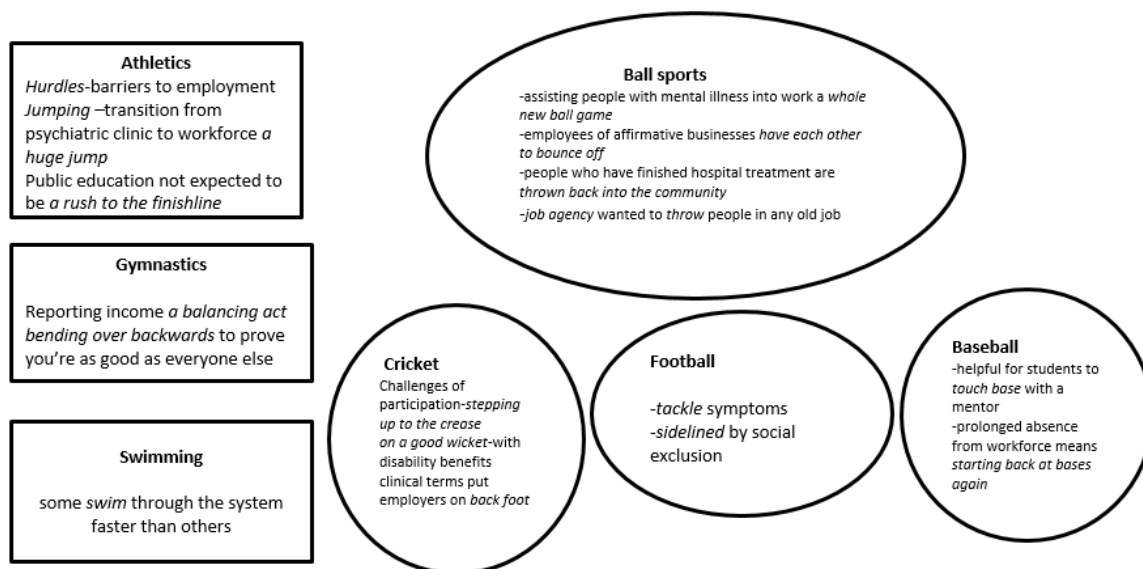 Athletics
Hurdles-barriers to employment
Jumping –transition from
psychiatric clinic to workforce a
huge jump
Public education not expected to
be a rush to the finishline
Ball sports
-assisting people with mental illness into work a whole
new ball game
-employees of affirmative businesses have each other
to bounce off
-people who have finished hospital treatment are
thrown back into the community
-job agency wanted to throw people in any old job
Gymnastics
Reporting income a balancing act
bending over backwards to prove
you're as good as everyone else
Swimming
some swim through the system
faster than others
Cricket
Challenges of
participation-stepping
up to the crease
on a good wicket-with
disability benefits
clinical terms put
employers on back foot
Football
-tackle symptoms
-sidelined by social
exclusion
Baseball
-helpful for students to
touch base with a
mentor
-prolonged absence
from workforce means
starting back at bases
again